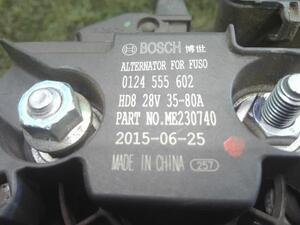 BOSCH 博世
ALTERNATOR FOR FUSO
0124 555 602
HD8 28V 35-80A
PART NO.ME230740
2015-06-25
MADE IN CHINA 257